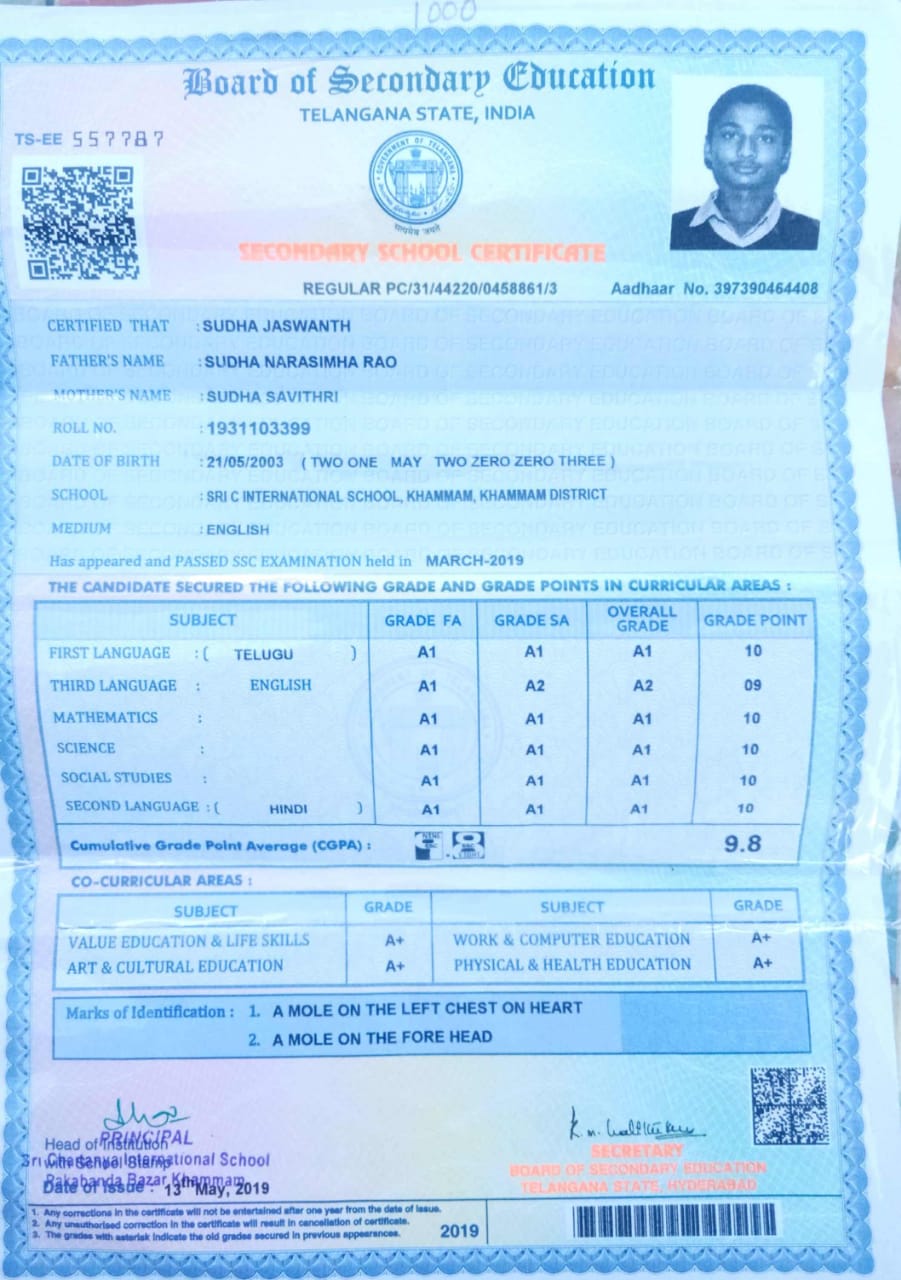 1000
Board of Secondary Education
TELANGANA STATE, INDIA
TS-EE 557787
GOVERNMENT OF TELANGANA
सत्यमेव जयते
SECONDARY SCHOOL CERTIFICATE
REGULAR PC/31/44220/0458861/3 Aadhaar No. 397390464408
CERTIFIED THAT : SUDHA JASWANTH
FATHER'S NAME : SUDHA NARASIMHA RAO
MOTHER'S NAME : SUDHA SAVITHRI
ROLL NO. : 1931103399
DATE OF BIRTH : 21/05/2003 ( TWO ONE MAY TWO ZERO ZERO THREE )
SCHOOL : SRI C INTERNATIONAL SCHOOL, KHAMMAM, KHAMMAM DISTRICT
MEDIUM : ENGLISH
Has appeared and PASSED SSC EXAMINATION held in MARCH-2019
THE CANDIDATE SECURED THE FOLLOWING GRADE AND GRADE POINTS IN CURRICULAR AREAS :
SUBJECT GRADE FA GRADE SA OVERALL GRADE GRADE POINT
FIRST LANGUAGE : ( TELUGU ) A1 A1 A1 10
THIRD LANGUAGE : ENGLISH A1 A2 A2 09
MATHEMATICS : A1 A1 A1 10
SCIENCE : A1 A1 A1 10
SOCIAL STUDIES : A1 A1 A1 10
SECOND LANGUAGE : ( HINDI ) A1 A1 A1 10
Cumulative Grade Point Average (CGPA) : 9.8
CO-CURRICULAR AREAS :
SUBJECT GRADE SUBJECT GRADE
VALUE EDUCATION & LIFE SKILLS A+ WORK & COMPUTER EDUCATION A+
ART & CULTURAL EDUCATION A+ PHYSICAL & HEALTH EDUCATION A+
Marks of Identification : 1. A MOLE ON THE LEFT CHEST ON HEART
2. A MOLE ON THE FORE HEAD
Head of Institution PRINCIPAL
with School Stamp
Sri Chaitanya International School
Rakabanda Bazar, Khammam
Date of Issue : 13th May, 2019
SECRETARY
BOARD OF SECONDARY EDUCATION
TELANGANA STATE, HYDERABAD
1. Any corrections in the certificate will not be entertained after one year from the date of issue.
2. Any unauthorised correction in the certificate will result in cancellation of certificate.
3. The grades with asterisk indicate the old grades secured in previous appearances.
2019